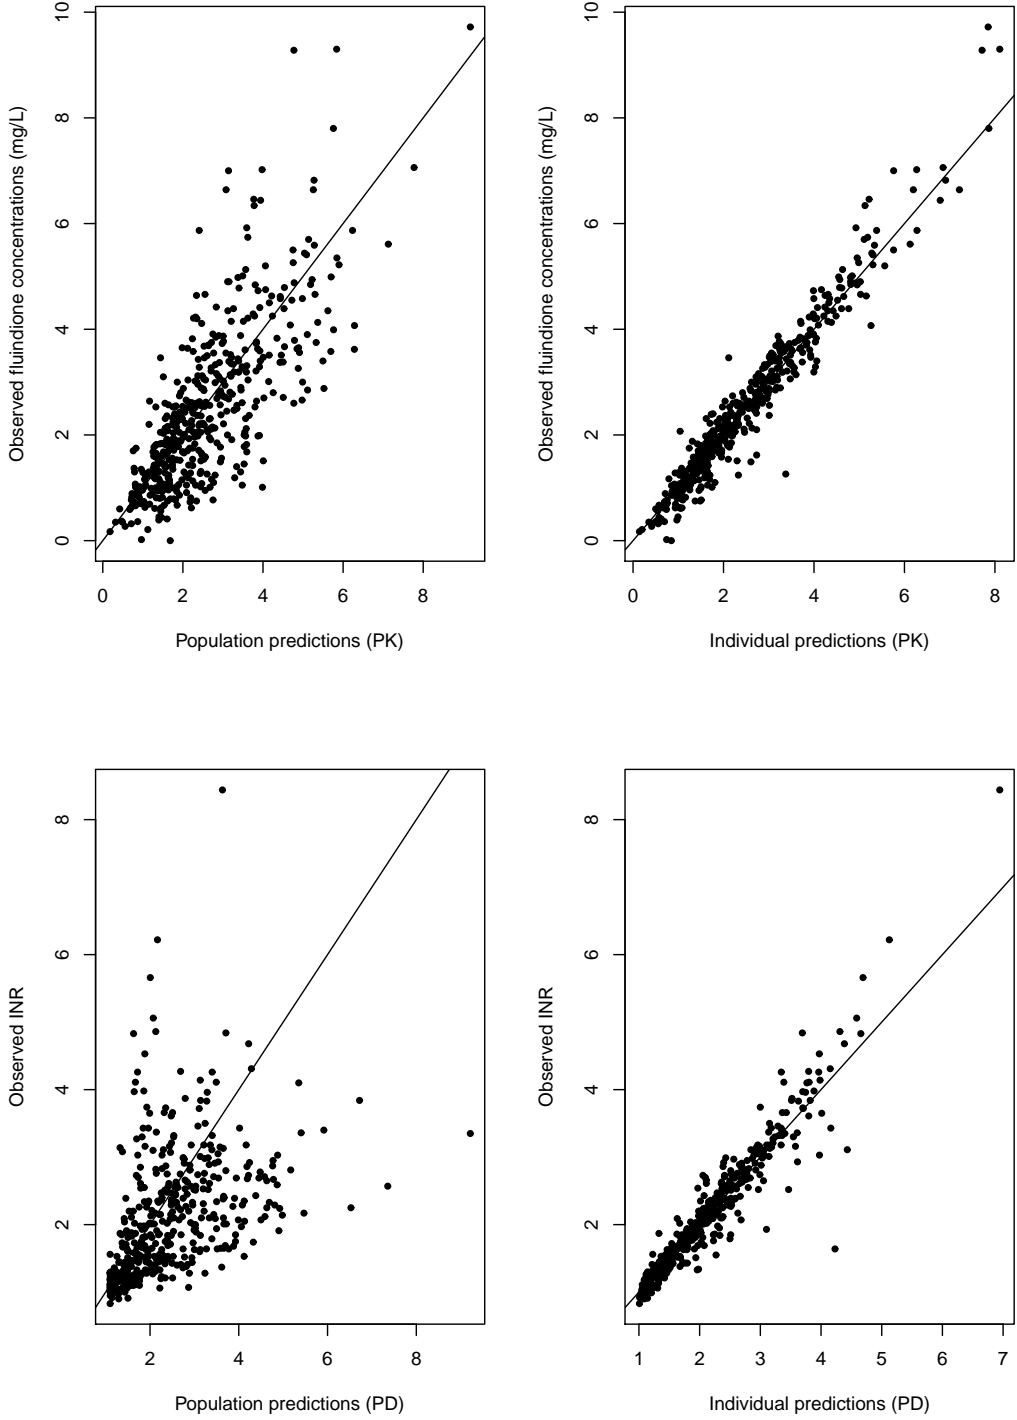 10
8
6
4
2
0
Observed fluindione concentrations (mg/L)
0 2 4 6 8
Population predictions (PK)
10
8
6
4
2
0
Observed fluindione concentrations (mg/L)
0 2 4 6 8
Individual predictions (PK)
8
6
4
2
Observed INR
2 4 6 8
Population predictions (PD)
8
6
4
2
Observed INR
1 2 3 4 5 6 7
Individual predictions (PD)